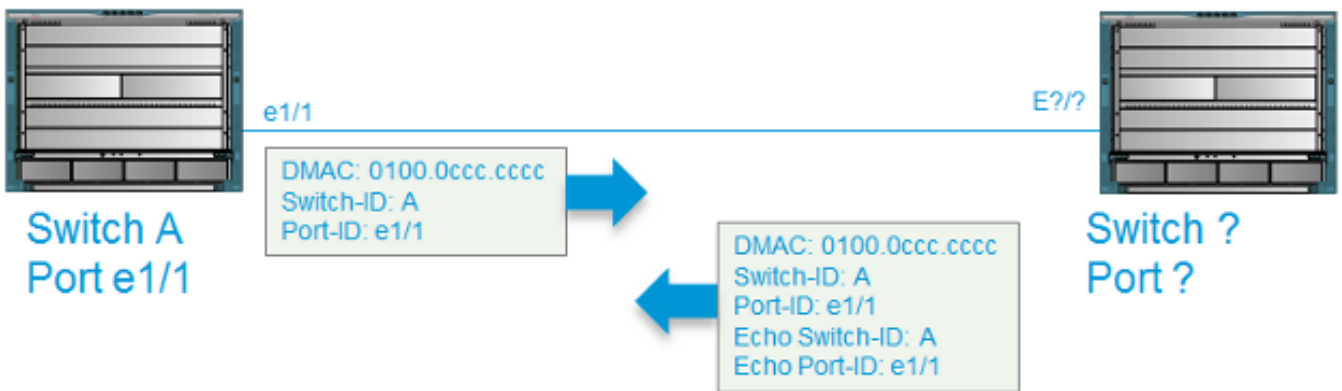 e1/1
E?/?
DMAC: 0100.0ccc.cccc
Switch-ID: A
Port-ID: e1/1
Switch A
Port e1/1
DMAC: 0100.0ccc.cccc
Switch-ID: A
Port-ID: e1/1
Echo Switch-ID: A
Echo Port-ID: e1/1
Switch ?
Port ?